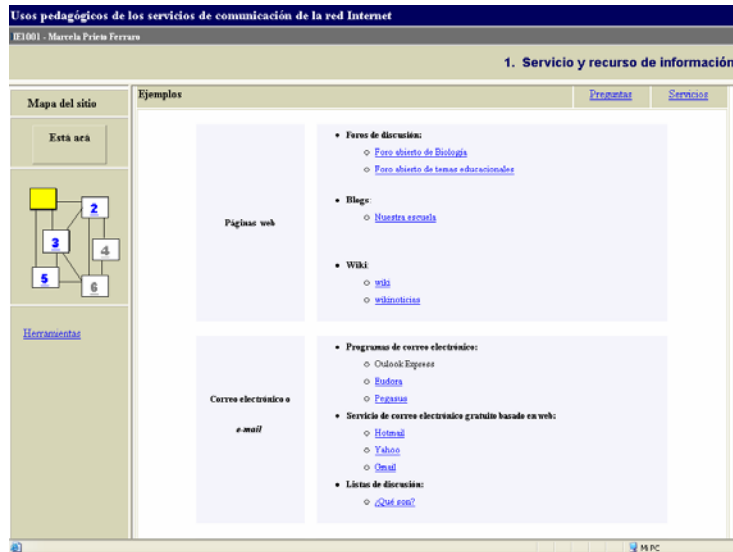 Usos pedagógicos de los servicios de comunicación de la red Internet
IE1001 - Marcela Prieto Ferraro
1. Servicio y recurso de información
Mapa del sitio
Está acá
2
3
4
5
6
Herramientas
Ejemplos
Preguntas
Servicios
Páginas web
Foros de discusión:
Foro abierto de Biología
Foro abierto de temas educacionales
Blogs:
Nuestra escuela
Wiki:
wiki
wikinoticias
Correo electrónico o
e-mail
Programas de correo electrónico:
Oulook Express
Eudora
Pegasus
Servicio de correo electrónico gratuito basado en web:
Hotmail
Yahoo
Gmail
Listas de discusión:
¿Qué son?
Mi PC